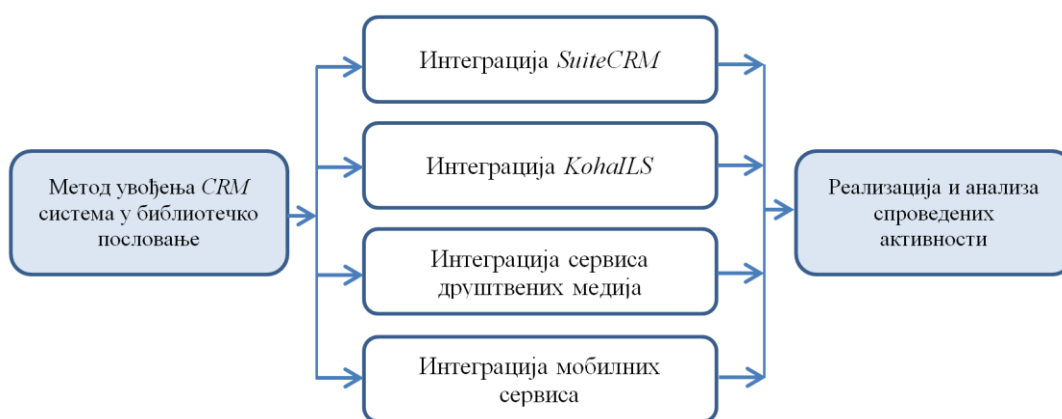 Метод увођења CRM
система у библиотечко
пословање
Интеграција SuiteCRM
Интеграција KohaILS
Интеграција сервиса
друштвених медија
Интеграција мобилних
сервиса
Реализација и анализа
спроведених
активности